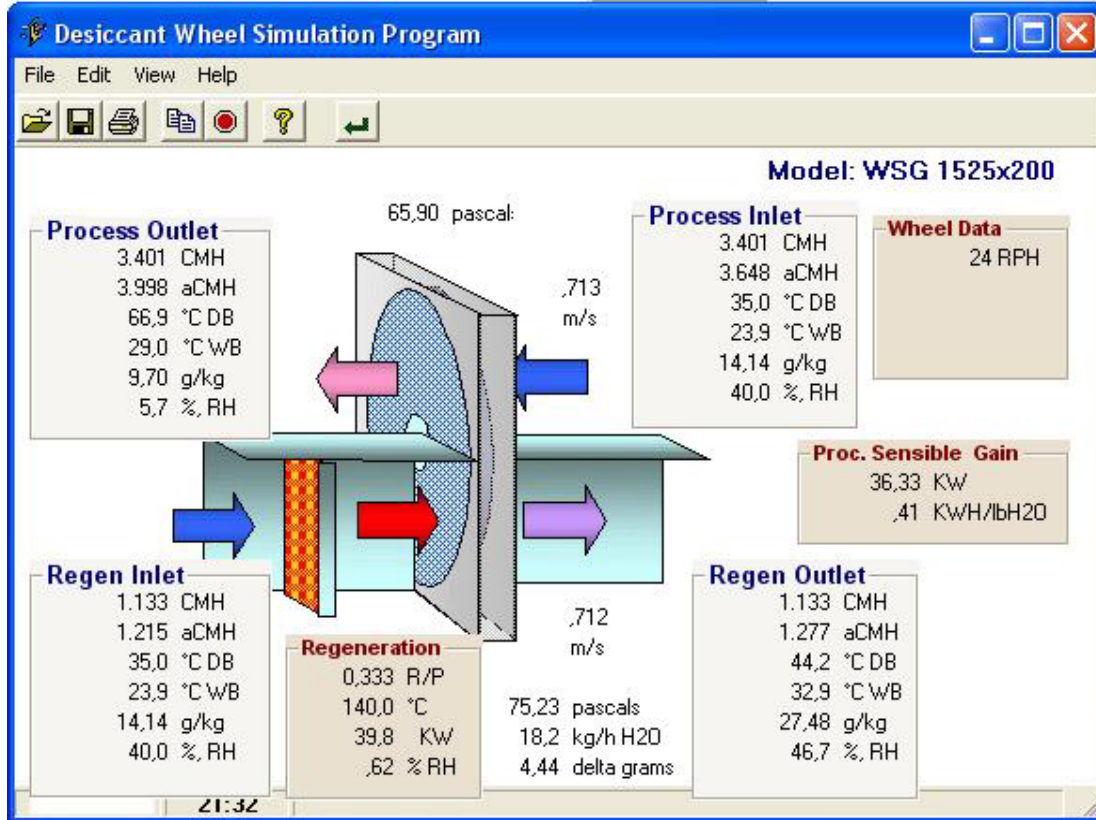 Desiccant Wheel Simulation Program
File Edit View Help
Model: WSG 1525x200
65,90 pascal:
Process Outlet
3.401 CMH
3.998 aCMH
66,9 °C DB
29,0 °C WB
9,70 g/kg
5,7 %, RH
,713
m/s
Process Inlet
3.401 CMH
3.648 aCMH
35,0 °C DB
23,9 °C WB
14,14 g/kg
40,0 %, RH
Wheel Data
24 RPH
Proc. Sensible Gain
36,33 KW
,41 KWH/lbH2O
Regen Inlet
1.133 CMH
1.215 aCMH
35,0 °C DB
23,9 °C WB
14,14 g/kg
40,0 %, RH
Regeneration
0,333 R/P
140,0 °C
39,8 KW
,62 % RH
,712
m/s
75,23 pascals
18,2 kg/h H2O
4,44 delta grams
Regen Outlet
1.133 CMH
1.277 aCMH
44,2 °C DB
32,9 °C WB
27,48 g/kg
46,7 %, RH
21:32